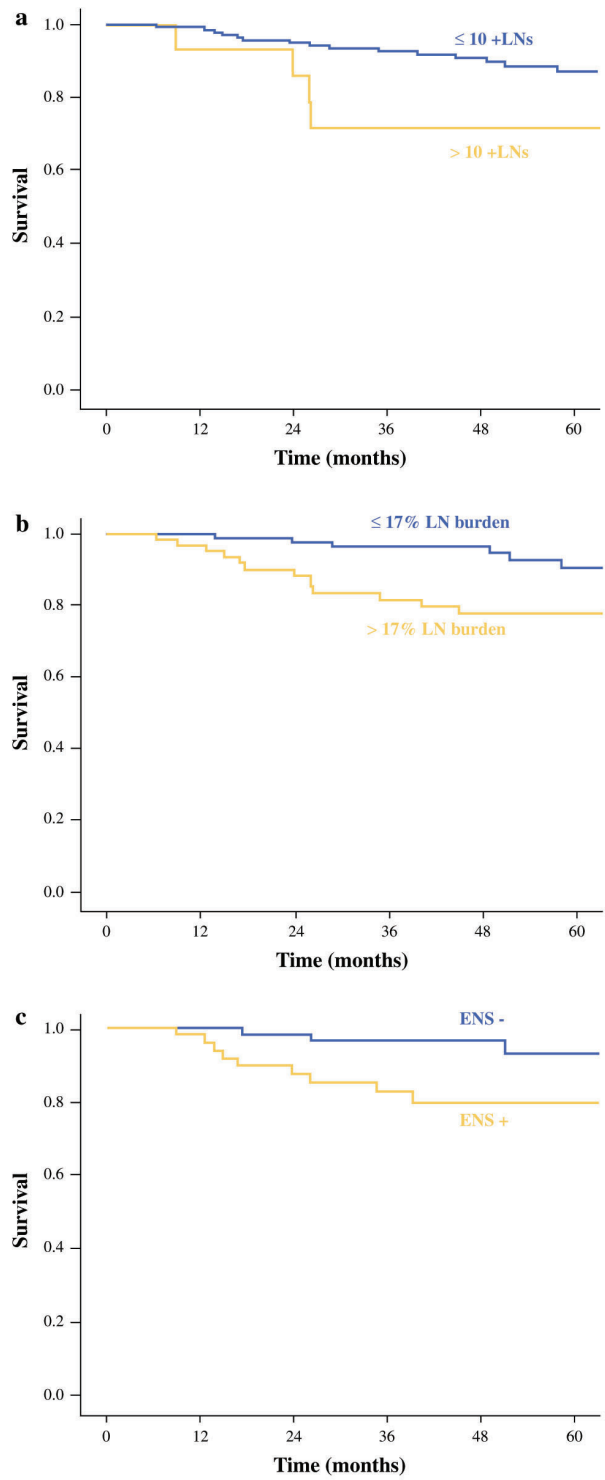 a
≤ 10 +LNs
> 10 +LNs
Survival
1.0
0.8
0.6
0.4
0.2
0.0
0 12 24 36 48 60
Time (months)
b
≤ 17% LN burden
> 17% LN burden
Survival
1.0
0.8
0.6
0.4
0.2
0.0
0 12 24 36 48 60
Time (months)
c
ENS -
ENS +
Survival
1.0
0.8
0.6
0.4
0.2
0.0
0 12 24 36 48 60
Time (months)